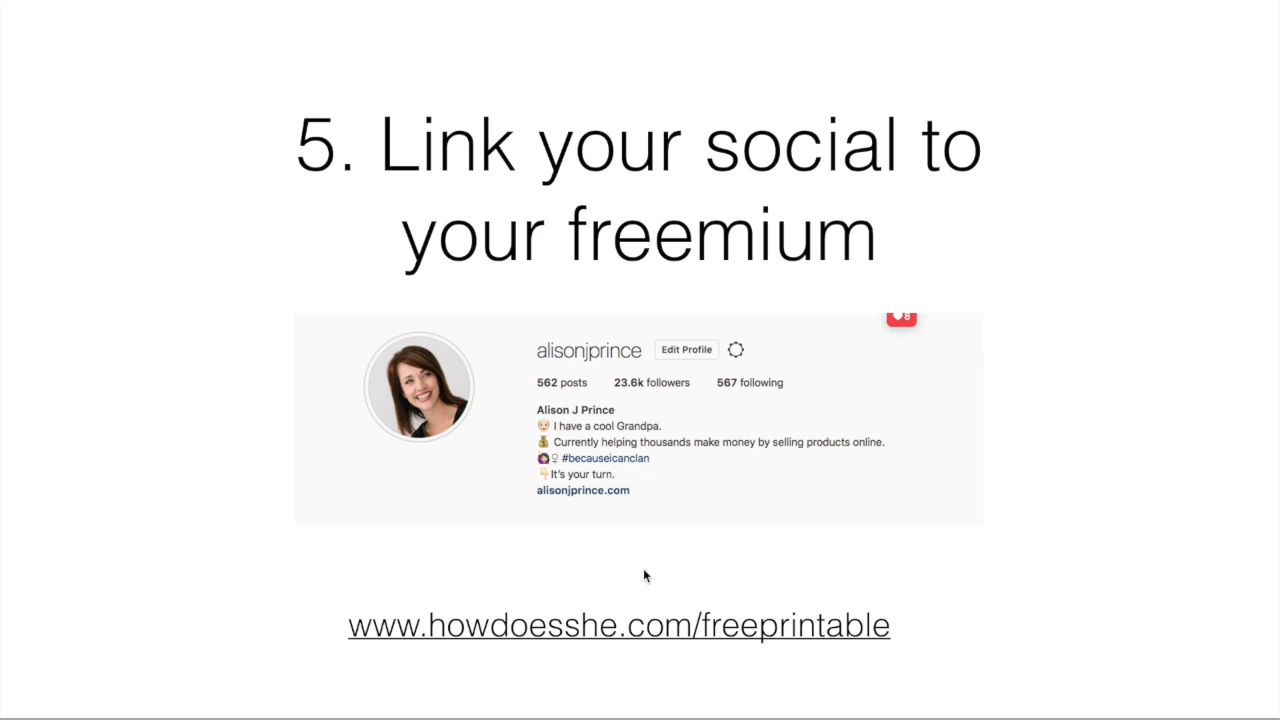 5. Link your social to
your freemium
8
alisonjprince Edit Profile
562 posts 23.6k followers 567 following
Alison J Prince
👴🏻 I have a cool Grandpa.
💰 Currently helping thousands make money by selling products online.
🙋🏻♀ #becauseicanclan
👇🏻It's your turn.
alisonjprince.com
www.howdoesshe.com/freeprintable